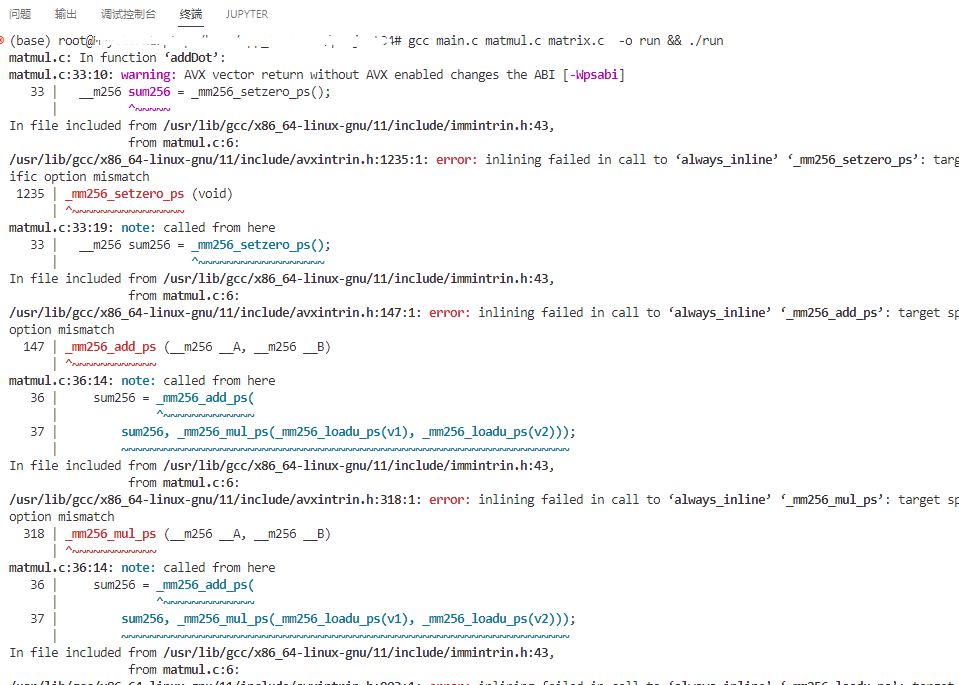 问题 输出 调试控制台 终端 JUPYTER
(base) root@ # gcc main.c matmul.c matrix.c -o run && ./run
matmul.c: In function ‘addDot’:
matmul.c:33:10: warning: AVX vector return without AVX enabled changes the ABI [-Wpsabi]
33 | __m256 sum256 = _mm256_setzero_ps();
| ^~~~~~
In file included from /usr/lib/gcc/x86_64-linux-gnu/11/include/immintrin.h:43,
from matmul.c:6:
/usr/lib/gcc/x86_64-linux-gnu/11/include/avxintrin.h:1235:1: error: inlining failed in call to ‘always_inline’ ‘_mm256_setzero_ps’: targ
ific option mismatch
1235 | _mm256_setzero_ps (void)
| ^~~~~~~~~~~~~~~~~
matmul.c:33:19: note: called from here
33 | __m256 sum256 = _mm256_setzero_ps();
| ^~~~~~~~~~~~~~~~~~~
In file included from /usr/lib/gcc/x86_64-linux-gnu/11/include/immintrin.h:43,
from matmul.c:6:
/usr/lib/gcc/x86_64-linux-gnu/11/include/avxintrin.h:147:1: error: inlining failed in call to ‘always_inline’ ‘_mm256_add_ps’: target sp
option mismatch
147 | _mm256_add_ps (__m256 __A, __m256 __B)
| ^~~~~~~~~~~~~
matmul.c:36:14: note: called from here
36 | sum256 = _mm256_add_ps(
| ^~~~~~~~~~~~~~
37 | sum256, _mm256_mul_ps(_mm256_loadu_ps(v1), _mm256_loadu_ps(v2)));
| ~~~~~~~~~~~~~~~~~~~~~~~~~~~~~~~~~~~~~~~~~~~~~~~~~~~~~~~~~~~~~~~~
In file included from /usr/lib/gcc/x86_64-linux-gnu/11/include/immintrin.h:43,
from matmul.c:6:
/usr/lib/gcc/x86_64-linux-gnu/11/include/avxintrin.h:318:1: error: inlining failed in call to ‘always_inline’ ‘_mm256_mul_ps’: target sp
option mismatch
318 | _mm256_mul_ps (__m256 __A, __m256 __B)
| ^~~~~~~~~~~~~
matmul.c:36:14: note: called from here
36 | sum256 = _mm256_add_ps(
| ^~~~~~~~~~~~~~
37 | sum256, _mm256_mul_ps(_mm256_loadu_ps(v1), _mm256_loadu_ps(v2)));
| ~~~~~~~~~~~~~~~~~~~~~~~~~~~~~~~~~~~~~~~~~~~~~~~~~~~~~~~~~~~~~~~~
In file included from /usr/lib/gcc/x86_64-linux-gnu/11/include/immintrin.h:43,
from matmul.c:6: